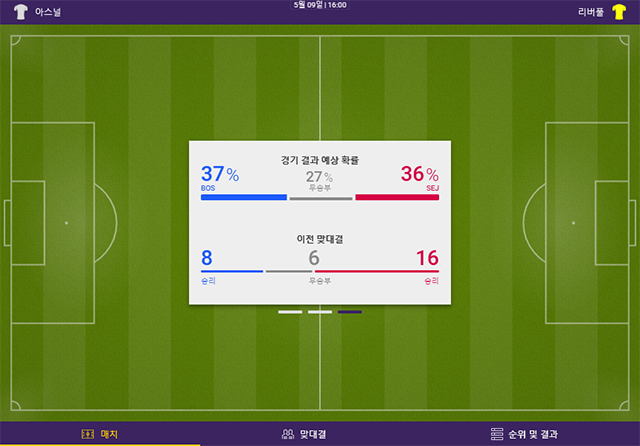 아스널
5월 09일 | 16:00
리버풀
경기 결과 예상 확률
37% 27% 36%
BOS 무승부 SEJ
이전 맞대결
8 6 16
승리 무승부 승리
매치
맞대결
순위 및 결과